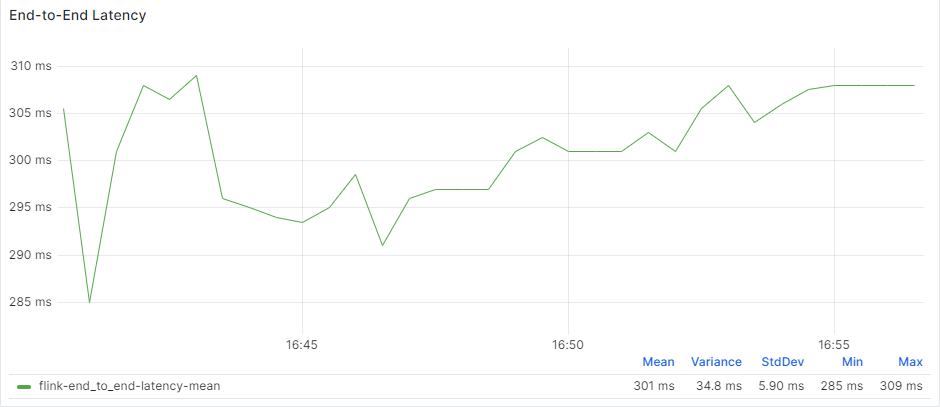 End-to-End Latency
310 ms
305 ms
300 ms
295 ms
290 ms
285 ms
16:45 16:50 16:55
Mean Variance StdDev Min Max
flink-end_to_end-latency-mean 301 ms 34.8 ms 5.90 ms 285 ms 309 ms